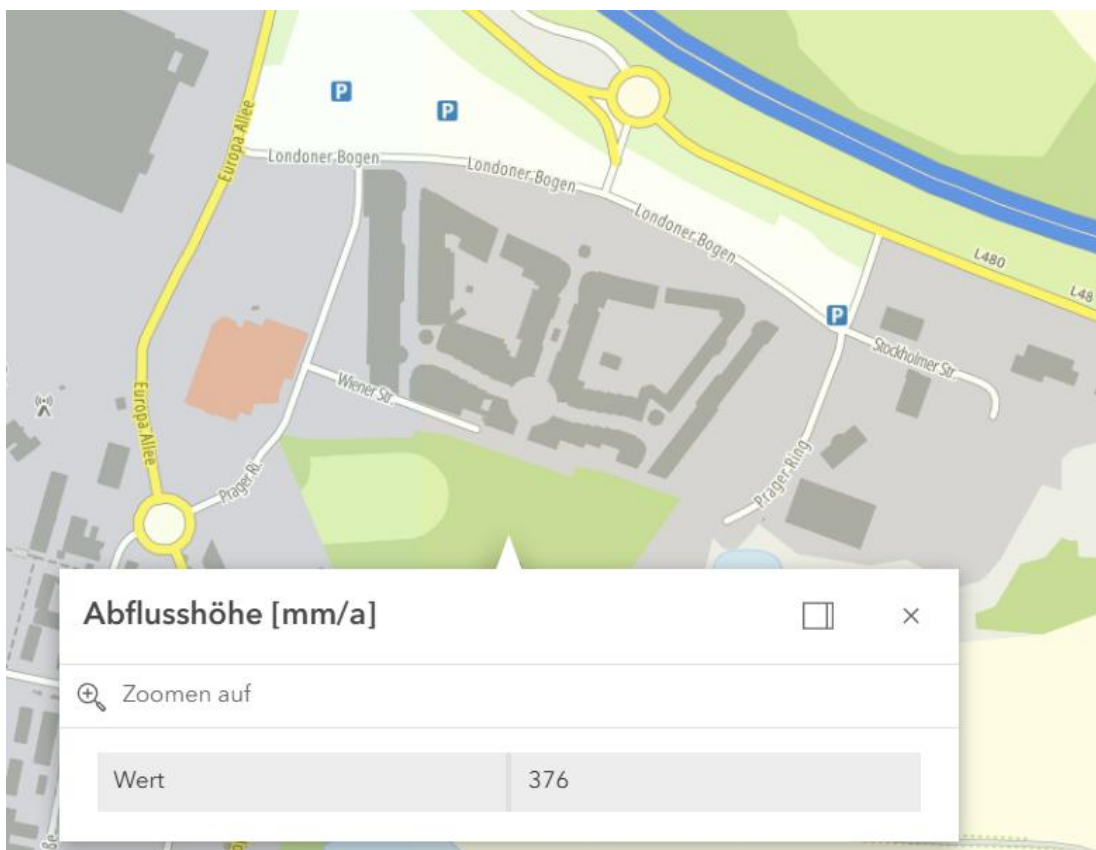 P
P
Europa Allee
Londoner Bogen
Londoner Bogen
Londoner Bogen
L480
L48
P
Stockholmer Str.
Wiener Str.
Europa Allee
Prager Ri.
Prager Ring
Abflusshöhe [mm/a]
Zoomen auf
Wert 376